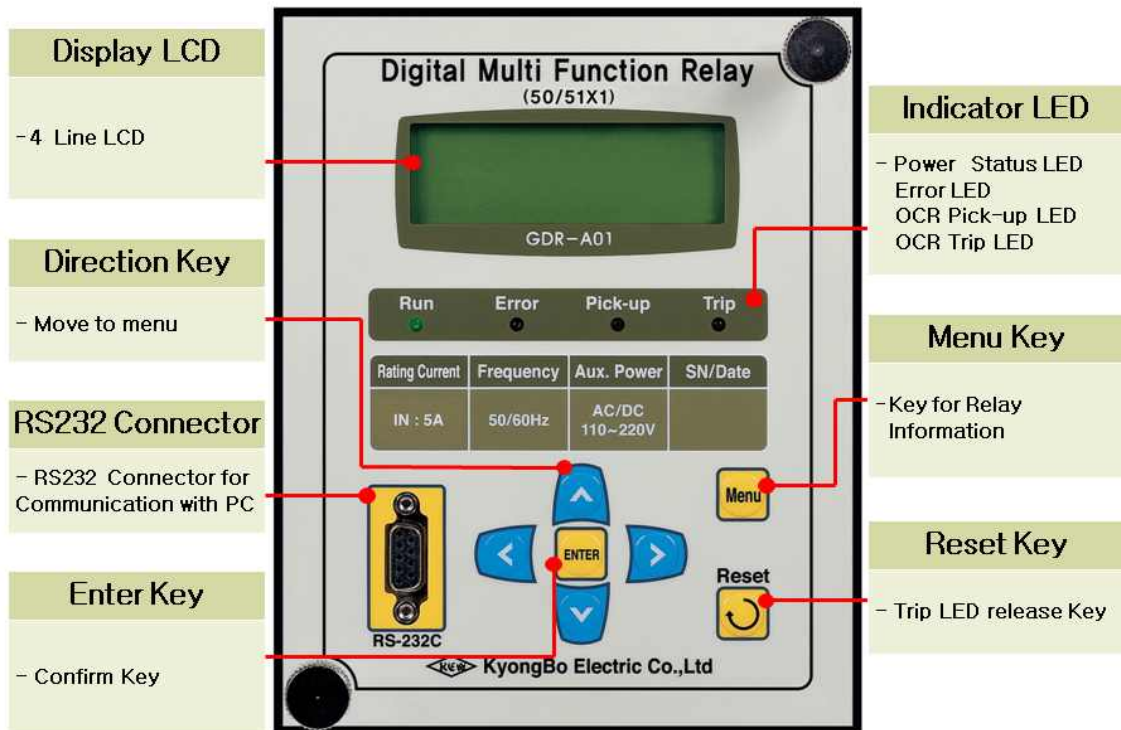 Display LCD
- 4 Line LCD
Direction Key
- Move to menu
RS232 Connector
- RS232 Connector for
Communication with PC
Enter Key
- Confirm Key
Digital Multi Function Relay
(50/51X1)
GDR-A01
Run Error Pick-up Trip
Rating Current Frequency Aux. Power SN/Date
IN : 5A 50/60Hz AC/DC
110~220V
Menu
ENTER
Reset
RS-232C
KEW KyongBo Electric Co.,Ltd
Indicator LED
- Power Status LED
Error LED
OCR Pick-up LED
OCR Trip LED
Menu Key
- Key for Relay
Information
Reset Key
- Trip LED release Key